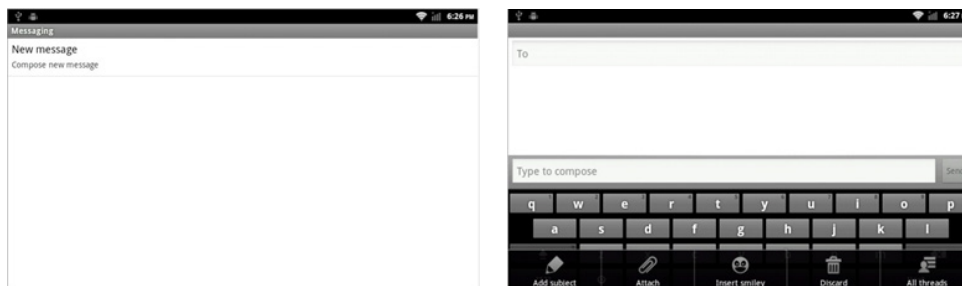 6:26 PM
Messaging
New message
Compose new message
6:27
To
Type to compose
Send
q w e r t y u i o p
a s d f g h j k l
Add subject Attach Insert smiley Discard All threads